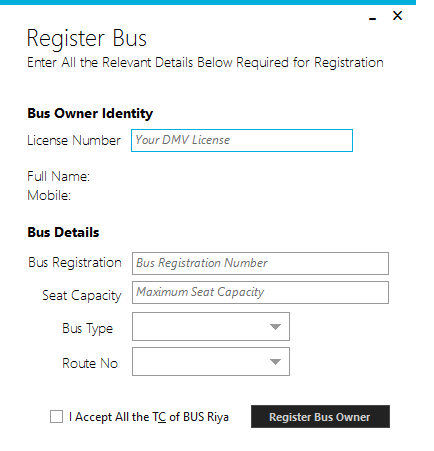 Register Bus
Enter All the Relevant Details Below Required for Registration
Bus Owner Identity
License Number Your DMV License
Full Name:
Mobile:
Bus Details
Bus Registration Bus Registration Number
Seat Capacity Maximum Seat Capacity
Bus Type
Route No
I Accept All the TC of BUS Riya Register Bus Owner